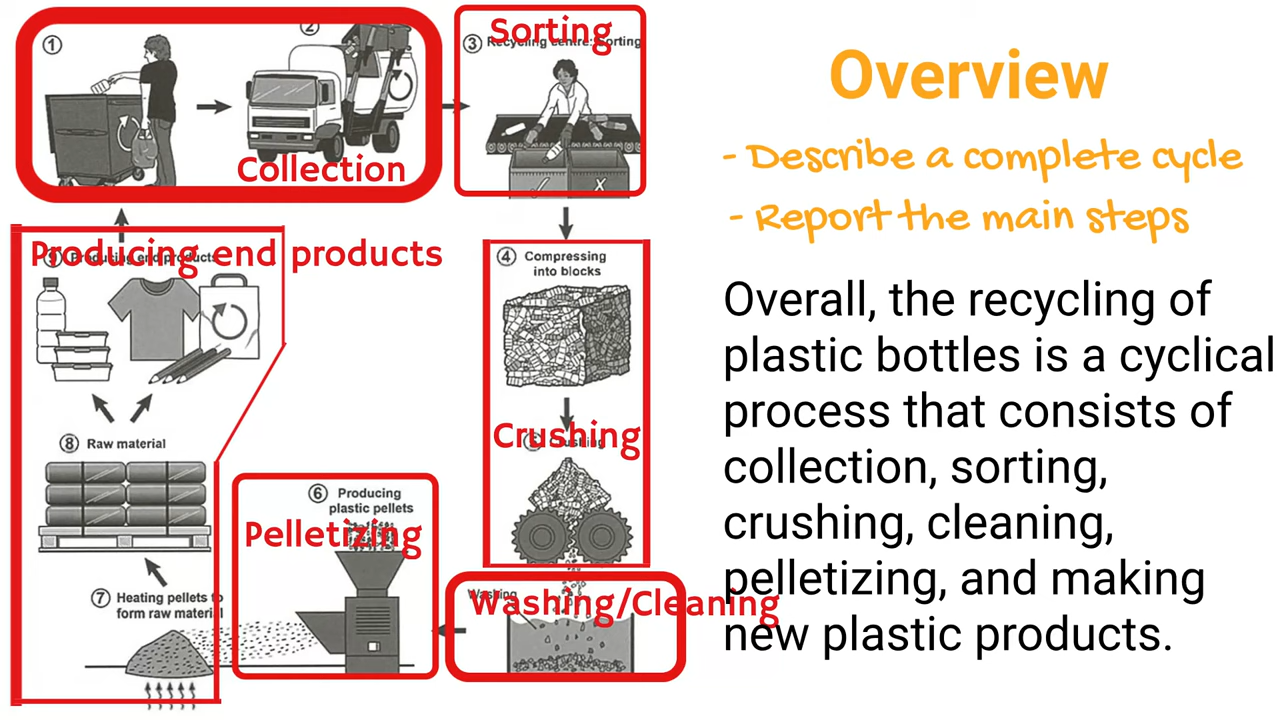 ①
②
Collection
Sorting
③ Recycling centre: Sorting
Producing end products
④ Compressing
into blocks
Crushing
⑧ Raw material
⑥ Producing
plastic pellets
Pelletizing
Washing
Washing/Cleaning
⑦ Heating pellets to
form raw material
Overview
- Describe a complete cycle
- Report the main steps
Overall, the recycling of
plastic bottles is a cyclical
process that consists of
collection, sorting,
crushing, cleaning,
pelletizing, and making
new plastic products.